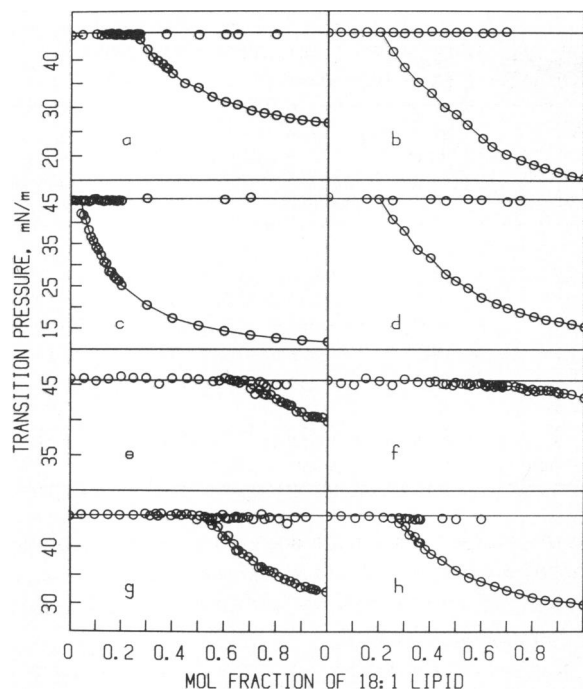 40
30
20
a
b
45
35
25
15
c
d
45
35
e
f
40
30
g
h
0 0.2 0.4 0.6 0.8 0 0.2 0.4 0.6 0.8
TRANSITION PRESSURE, mN/m
MOL FRACTION OF 18:1 LIPID